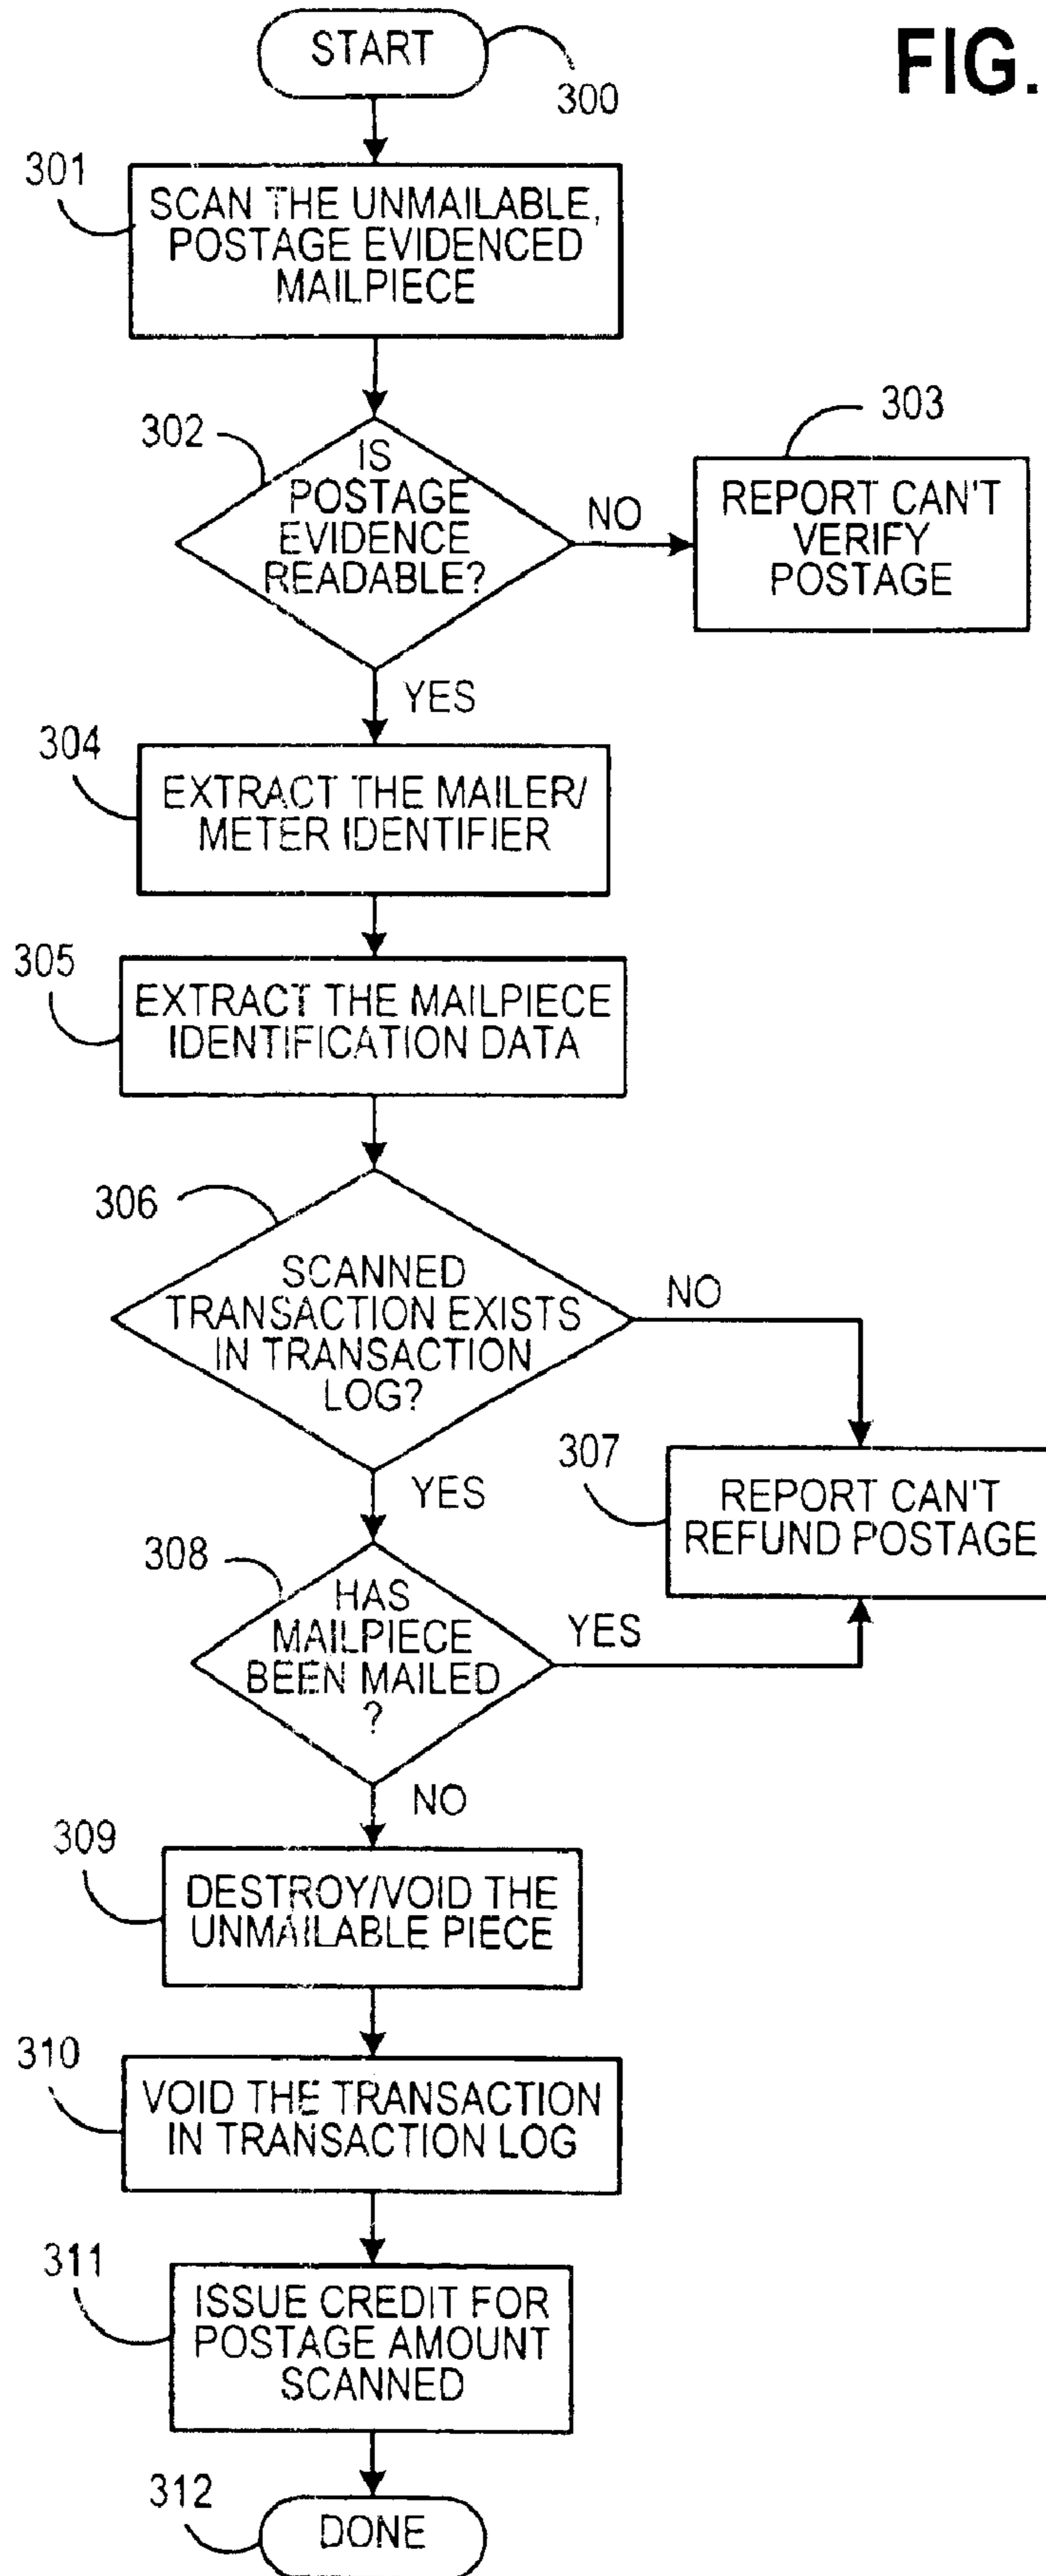 START
FIG.
300
301
SCAN THE UNMAILABLE,
POSTAGE EVIDENCED
MAILPIECE
302
IS
POSTAGE
EVIDENCE
READABLE?
NO
303
REPORT CAN'T
VERIFY
POSTAGE
YES
304
EXTRACT THE MAILER/
METER IDENTIFIER
305
EXTRACT THE MAILPIECE
IDENTIFICATION DATA
306
SCANNED
TRANSACTION EXISTS
IN TRANSACTION
LOG?
NO
307
REPORT CAN'T
REFUND POSTAGE
YES
308
HAS
MAILPIECE
BEEN MAILED
?
YES
NO
309
DESTROY/VOID THE
UNMAILABLE PIECE
310
VOID THE TRANSACTION
IN TRANSACTION LOG
311
ISSUE CREDIT FOR
POSTAGE AMOUNT
SCANNED
312
DONE